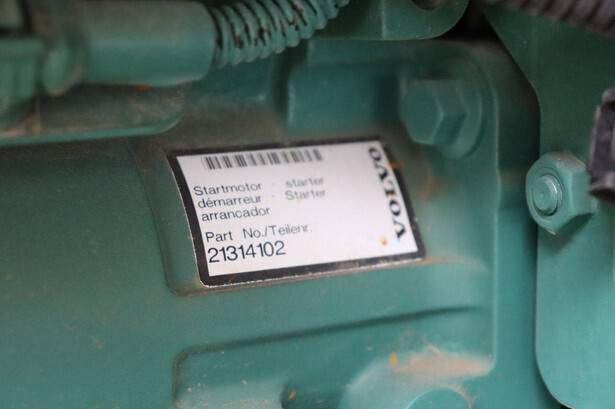 Startmotor · starter
démarreur · Starter
arrancador
Part No./Teilenr.
21314102
VOLVO